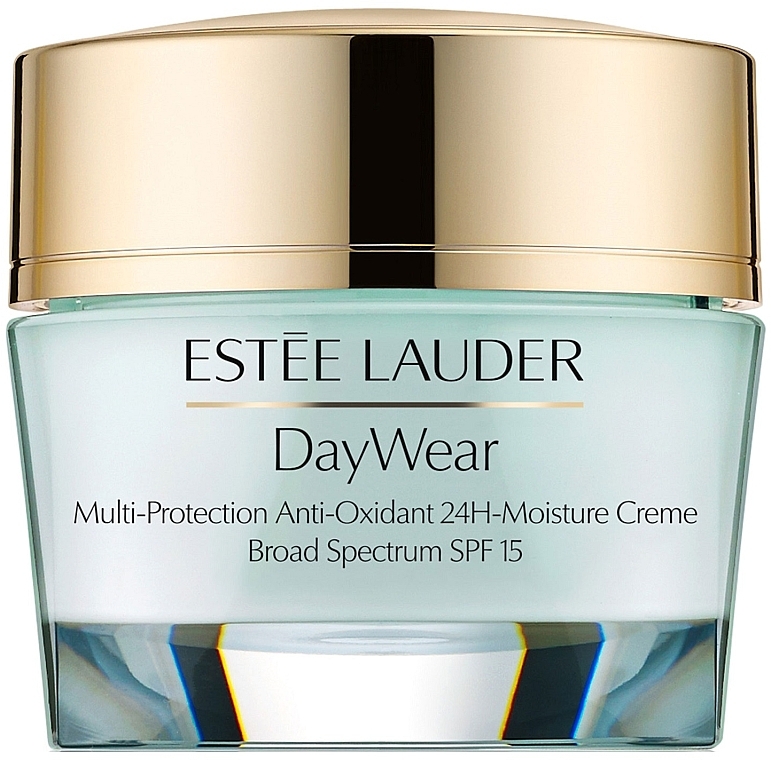 ESTĒE LAUDER
DayWear
Multi-Protection Anti-Oxidant 24H-Moisture Creme
Broad Spectrum SPF 15